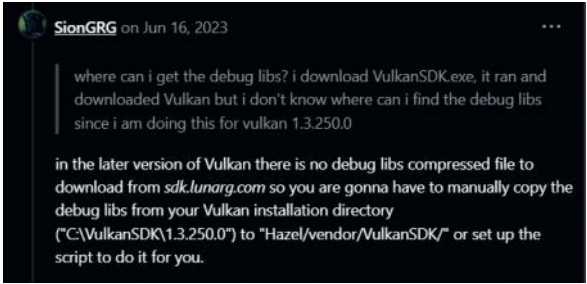 SionGRG on Jun 16, 2023 ...
where can i get the debug libs? i download VulkanSDK.exe, it ran and
downloaded Vulkan but i don't know where can i find the debug libs
since i am doing this for vulkan 1.3.250.0
in the later version of Vulkan there is no debug libs compressed file to
download from sdk.lunarg.com so you are gonna have to manually copy the
debug libs from your Vulkan installation directory
("C:\VulkanSDK\1.3.250.0") to "Hazel/vendor/VulkanSDK/" or set up the
script to do it for you.